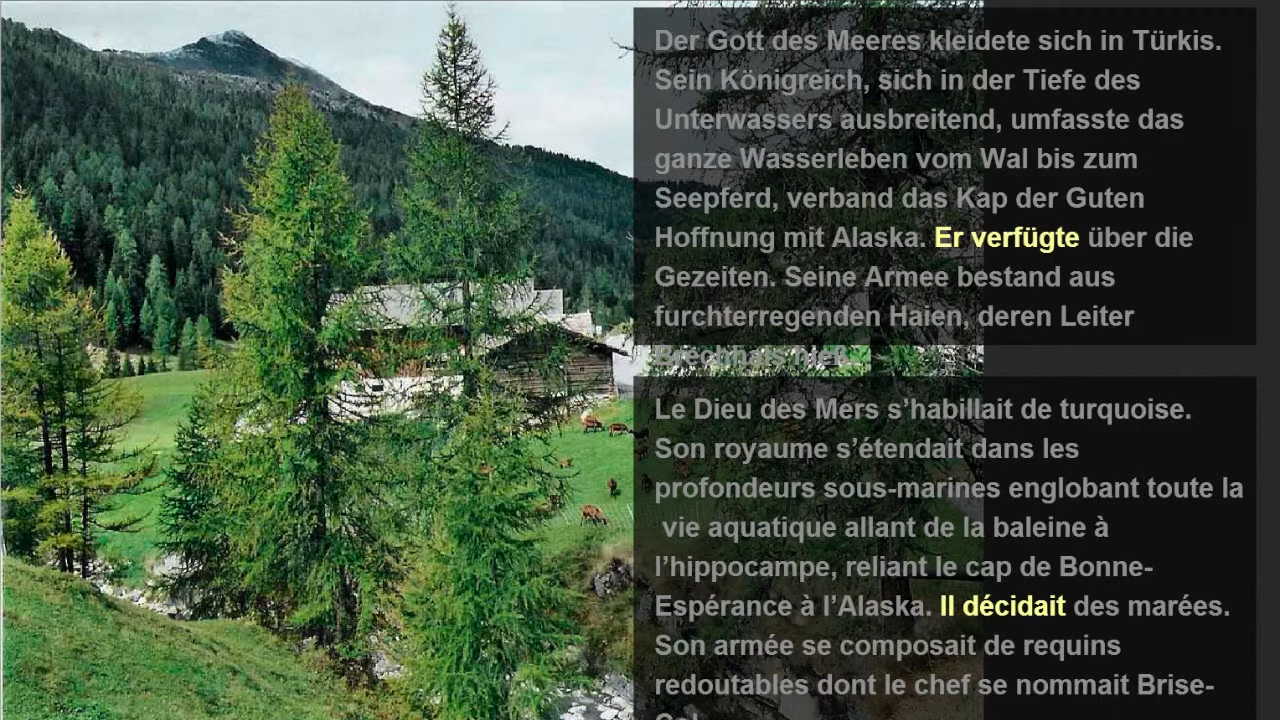 Der Gott des Meeres kleidete sich in Türkis.
Sein Königreich, sich in der Tiefe des
Unterwassers ausbreitend, umfasste das
ganze Wasserleben vom Wal bis zum
Seepferd, verband das Kap der Guten
Hoffnung mit Alaska. Er verfügte über die
Gezeiten. Seine Armee bestand aus
furchterregenden Haien, deren Leiter
Brechhals hieß.
Le Dieu des Mers s’habillait de turquoise.
Son royaume s’étendait dans les
profondeurs sous-marines englobant toute la
vie aquatique allant de la baleine à
l’hippocampe, reliant le cap de Bonne-
Espérance à l’Alaska. Il décidait des marées.
Son armée se composait de requins
redoutables dont le chef se nommait Brise-